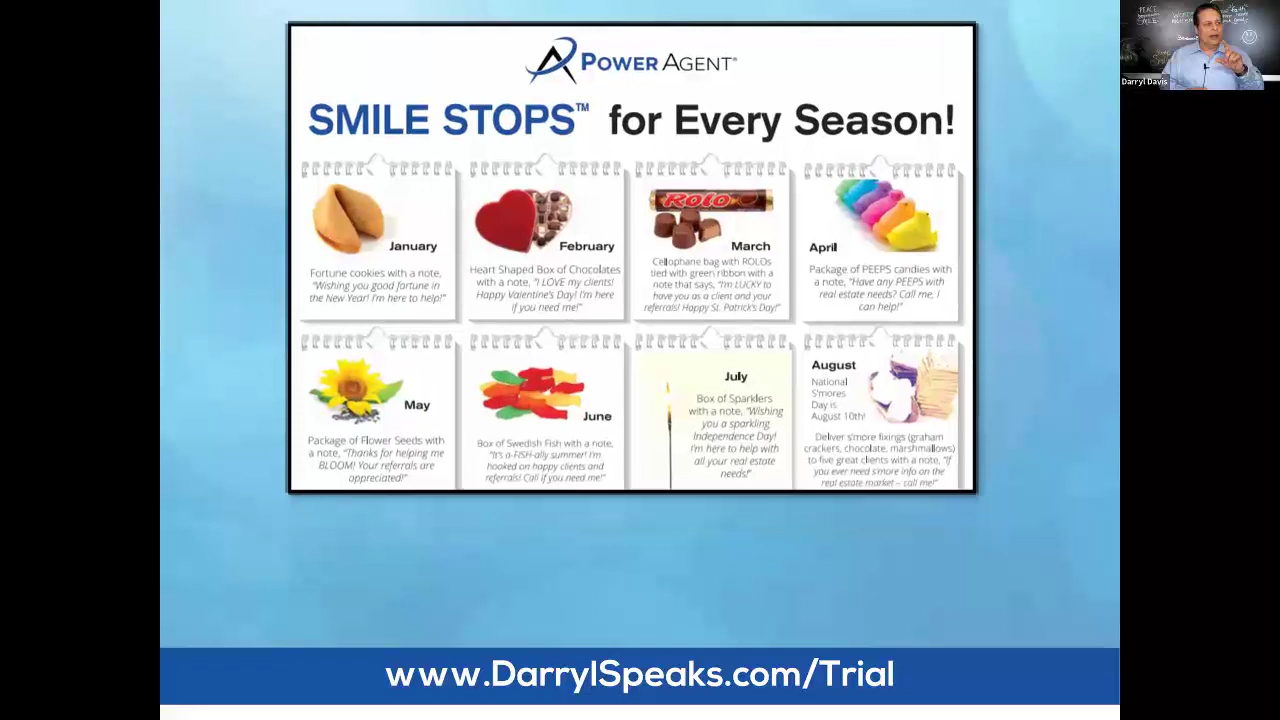 POWER AGENT®
SMILE STOPS™ for Every Season!
January
Fortune cookies with a note,
"Wishing you good fortune in
the New Year! I'm here to help!"
February
Heart Shaped Box of Chocolates
with a note, "I LOVE my clients!
Happy Valentine's Day! I'm here
if you need me!"
ROLO
March
Cellophane bag with ROLOs
tied with green ribbon with a
note that says, "I'm LUCKY to
have you as a client and your
referrals! Happy St. Patrick's Day!"
April
Package of PEEPS candies with
a note, "Have any PEEPS with
real estate needs? Call me, I
can help!"
May
Package of Flower Seeds with
a note, "Thanks for helping me
BLOOM! Your referrals are
appreciated!"
June
Box of Swedish Fish with a note,
"It's o-FISH-ally summer! I'm
hooked on happy clients and
referrals! Call if you need me!"
July
Box of Sparklers
with a note, "Wishing
you a sparkling
Independence Day!
I'm here to help with
all your real estate
needs!"
August
National
S'mores
Day is
August 10th!
Deliver s'more fixings (graham
crackers, chocolate, marshmallows)
to five great clients with a note, "If
you ever need s'more info on the
real estate market – call me!"
www.DarrylSpeaks.com/Trial
PEACE
SMILE
Darryl Davis